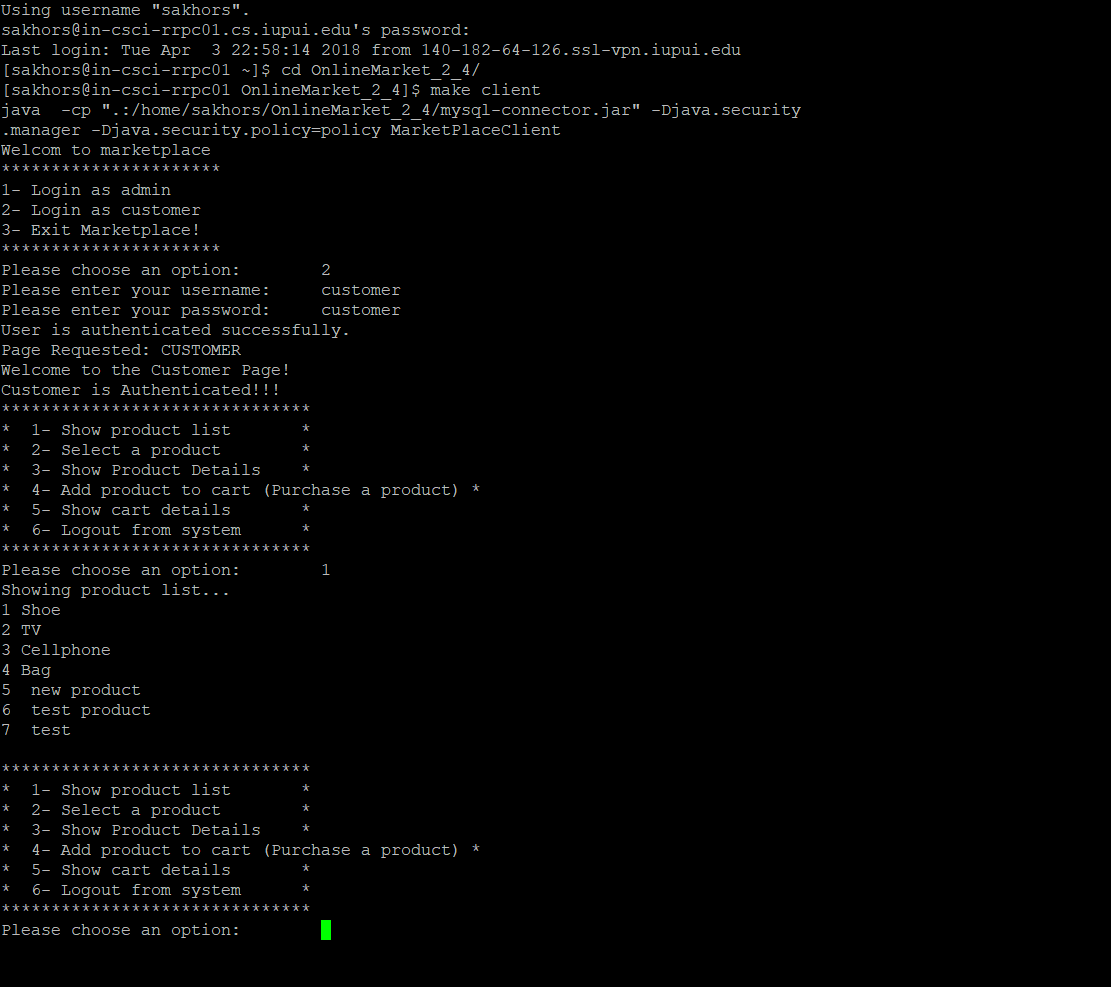 Using username "sakhors".
sakhors@in-csci-rrpc01.cs.iupui.edu's password:
Last login: Tue Apr  3 22:58:14 2018 from 140-182-64-126.ssl-vpn.iupui.edu
[sakhors@in-csci-rrpc01 ~]$ cd OnlineMarket_2_4/
[sakhors@in-csci-rrpc01 OnlineMarket_2_4]$ make client
java  -cp ".:/home/sakhors/OnlineMarket_2_4/mysql-connector.jar" -Djava.security
.manager -Djava.security.policy=policy MarketPlaceClient
Welcom to marketplace
**********************
1- Login as admin
2- Login as customer
3- Exit Marketplace!
**********************
Please choose an option:        2
Please enter your username:     customer
Please enter your password:     customer
User is authenticated successfully.
Page Requested: CUSTOMER
Welcome to the Customer Page!
Customer is Authenticated!!!
*******************************
*  1- Show product list       *
*  2- Select a product        *
*  3- Show Product Details    *
*  4- Add product to cart (Purchase a product) *
*  5- Show cart details       *
*  6- Logout from system      *
*******************************
Please choose an option:        1
Showing product list...
1 Shoe
2 TV
3 Cellphone
4 Bag
5  new product
6  test product
7  test

*******************************
*  1- Show product list       *
*  2- Select a product        *
*  3- Show Product Details    *
*  4- Add product to cart (Purchase a product) *
*  5- Show cart details       *
*  6- Logout from system      *
*******************************
Please choose an option: